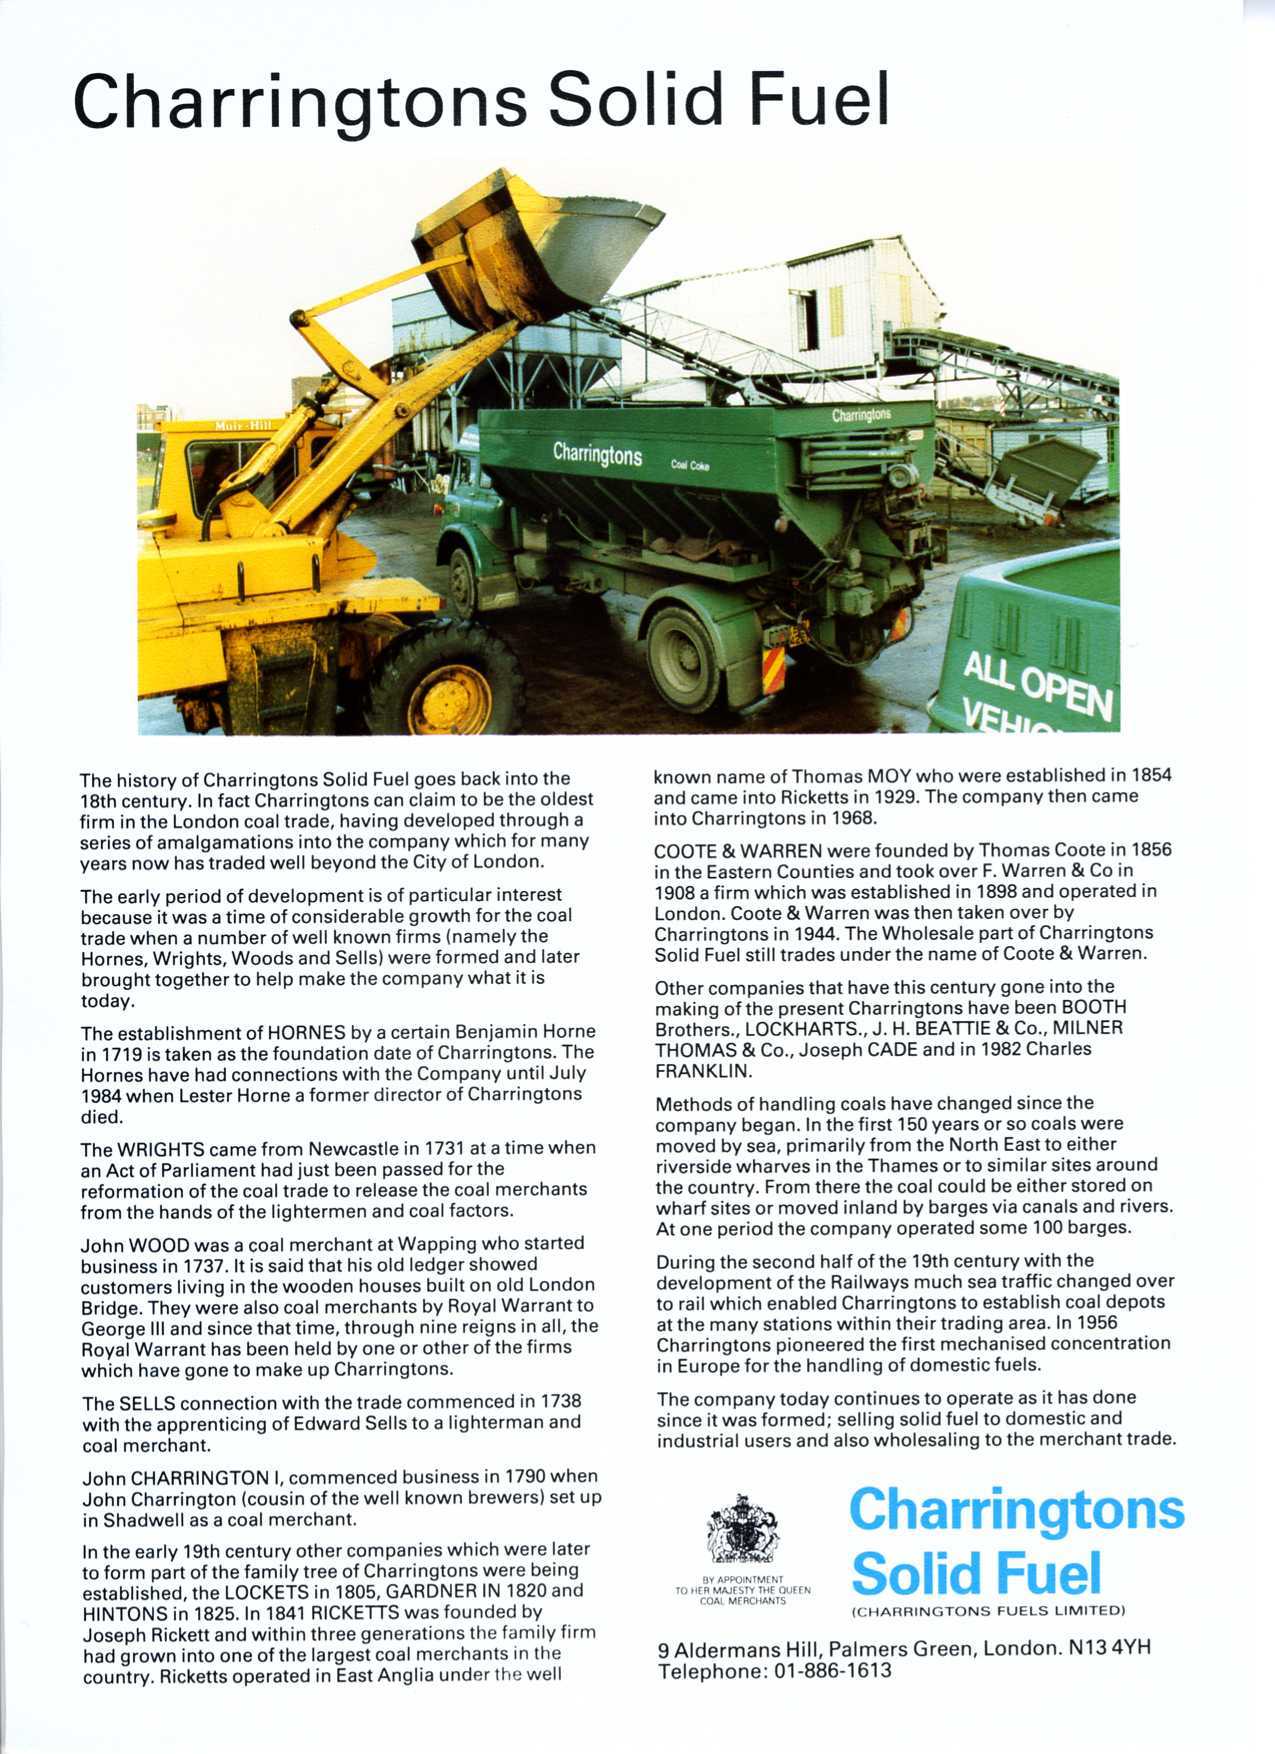 Charringtons Solid Fuel
Muir-Hill
Charringtons
Coal Coke
Charringtons
ALL OPEN
The history of Charringtons Solid Fuel goes back into the
18th century. In fact Charringtons can claim to be the oldest
firm in the London coal trade, having developed through a
series of amalgamations into the company which for many
years now has traded well beyond the City of London.
The early period of development is of particular interest
because it was a time of considerable growth for the coal
trade when a number of well known firms (namely the
Hornes, Wrights, Woods and Sells) were formed and later
brought together to help make the company what it is
today.
The establishment of HORNES by a certain Benjamin Horne
in 1719 is taken as the foundation date of Charringtons. The
Hornes have had connections with the Company until July
1984 when Lester Horne a former director of Charringtons
died.
The WRIGHTS came from Newcastle in 1731 at a time when
an Act of Parliament had just been passed for the
reformation of the coal trade to release the coal merchants
from the hands of the lightermen and coal factors.
John WOOD was a coal merchant at Wapping who started
business in 1737. It is said that his old ledger showed
customers living in the wooden houses built on old London
Bridge. They were also coal merchants by Royal Warrant to
George III and since that time, through nine reigns in all, the
Royal Warrant has been held by one or other of the firms
which have gone to make up Charringtons.
The SELLS connection with the trade commenced in 1738
with the apprenticing of Edward Sells to a lighterman and
coal merchant.
John CHARRINGTON I, commenced business in 1790 when
John Charrington (cousin of the well known brewers) set up
in Shadwell as a coal merchant.
In the early 19th century other companies which were later
to form part of the family tree of Charringtons were being
established, the LOCKETS in 1805, GARDNER IN 1820 and
HINTONS in 1825. In 1841 RICKETTS was founded by
Joseph Rickett and within three generations the family firm
had grown into one of the largest coal merchants in the
country. Ricketts operated in East Anglia under the well
known name of Thomas MOY who were established in 1854
and came into Ricketts in 1929. The company then came
into Charringtons in 1968.
COOTE & WARREN were founded by Thomas Coote in 1856
in the Eastern Counties and took over F. Warren & Co in
1908 a firm which was established in 1898 and operated in
London. Coote & Warren was then taken over by
Charringtons in 1944. The Wholesale part of Charringtons
Solid Fuel still trades under the name of Coote & Warren.
Other companies that have this century gone into the
making of the present Charringtons have been BOOTH
Brothers., LOCKHARTS., J. H. BEATTIE & Co., MILNER
THOMAS & Co., Joseph CADE and in 1982 Charles
FRANKLIN.
Methods of handling coals have changed since the
company began. In the first 150 years or so coals were
moved by sea, primarily from the North East to either
riverside wharves in the Thames or to similar sites around
the country. From there the coal could be either stored on
wharf sites or moved inland by barges via canals and rivers.
At one period the company operated some 100 barges.
During the second half of the 19th century with the
development of the Railways much sea traffic changed over
to rail which enabled Charringtons to establish coal depots
at the many stations within their trading area. In 1956
Charringtons pioneered the first mechanised concentration
in Europe for the handling of domestic fuels.
The company today continues to operate as it has done
since it was formed; selling solid fuel to domestic and
industrial users and also wholesaling to the merchant trade.
BY APPOINTMENT
TO HER MAJESTY THE QUEEN
COAL MERCHANTS
Charringtons
Solid Fuel
(CHARRINGTONS FUELS LIMITED)
9 Aldermans Hill, Palmers Green, London. N13 4YH
Telephone: 01-886-1613